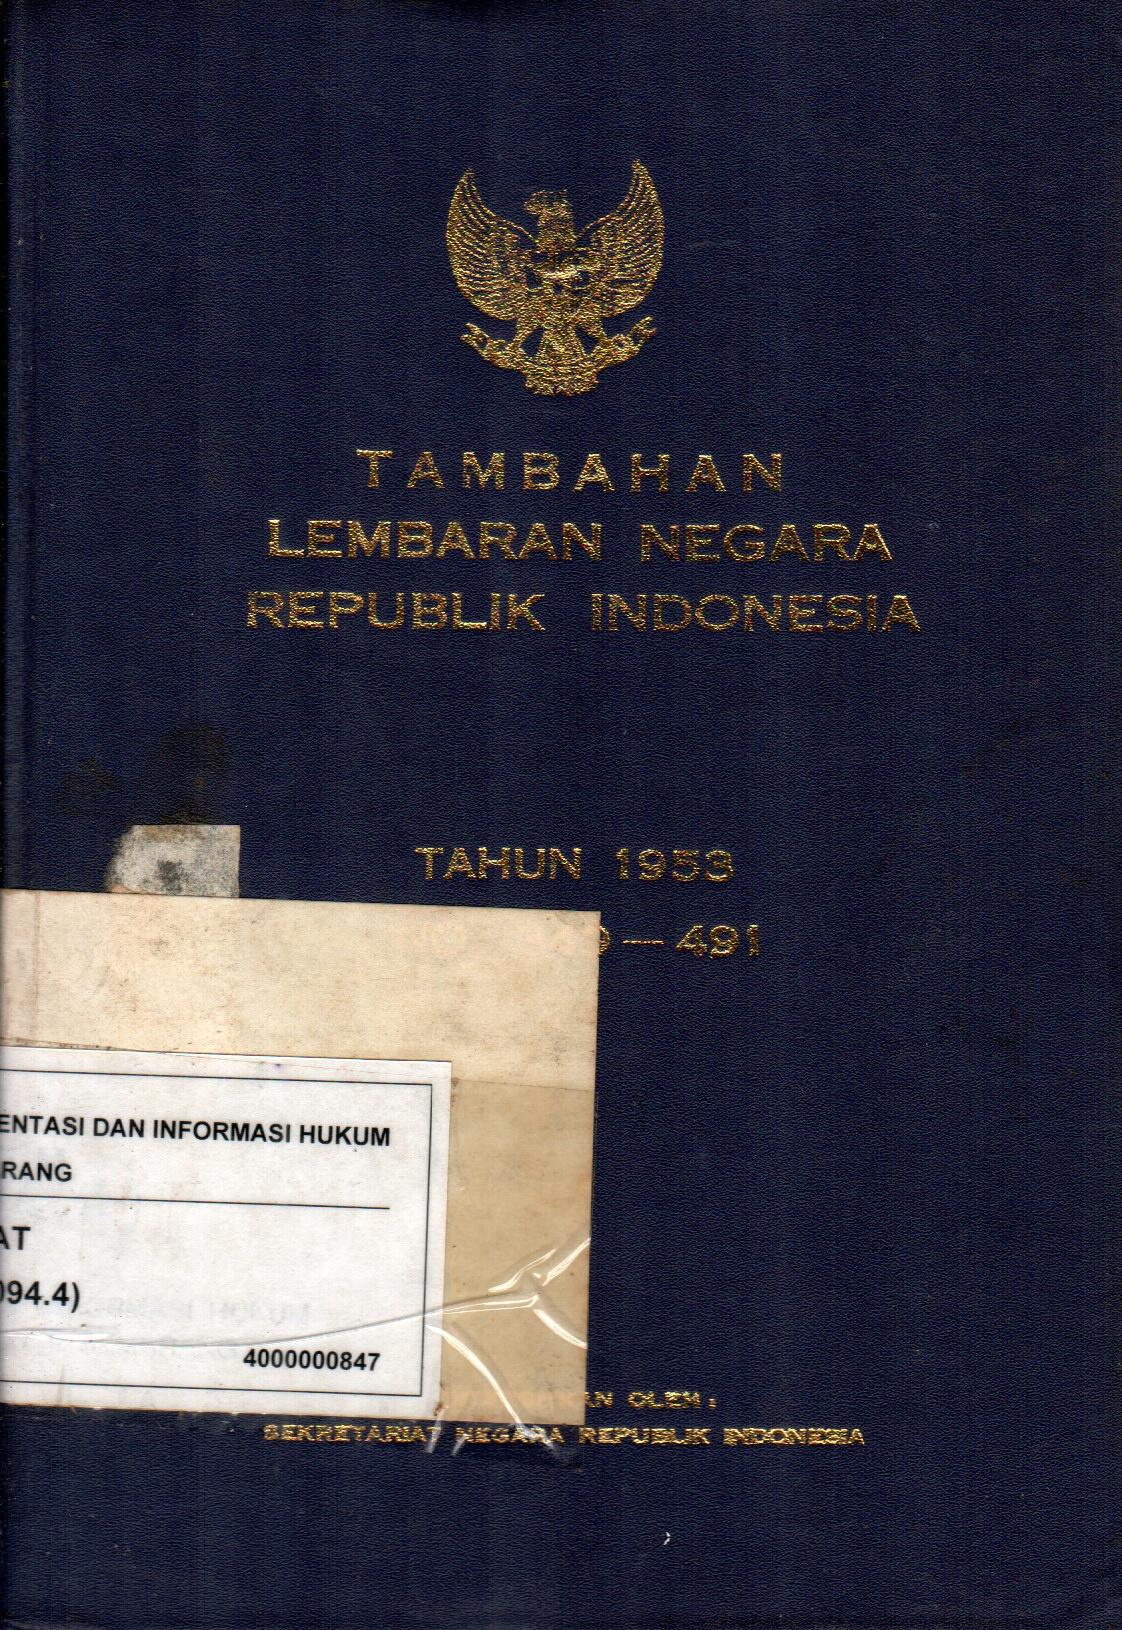 TAMBAHAN
LEMBARAN NEGARA
REPUBLIK INDONESIA
TAHUN 1953
— 491
ENTASI DAN INFORMASI HUKUM
RANG
AT
094.4)
4000000847
OLEH :
SEKRETARIAT NEGARA REPUBLIK INDONESIA